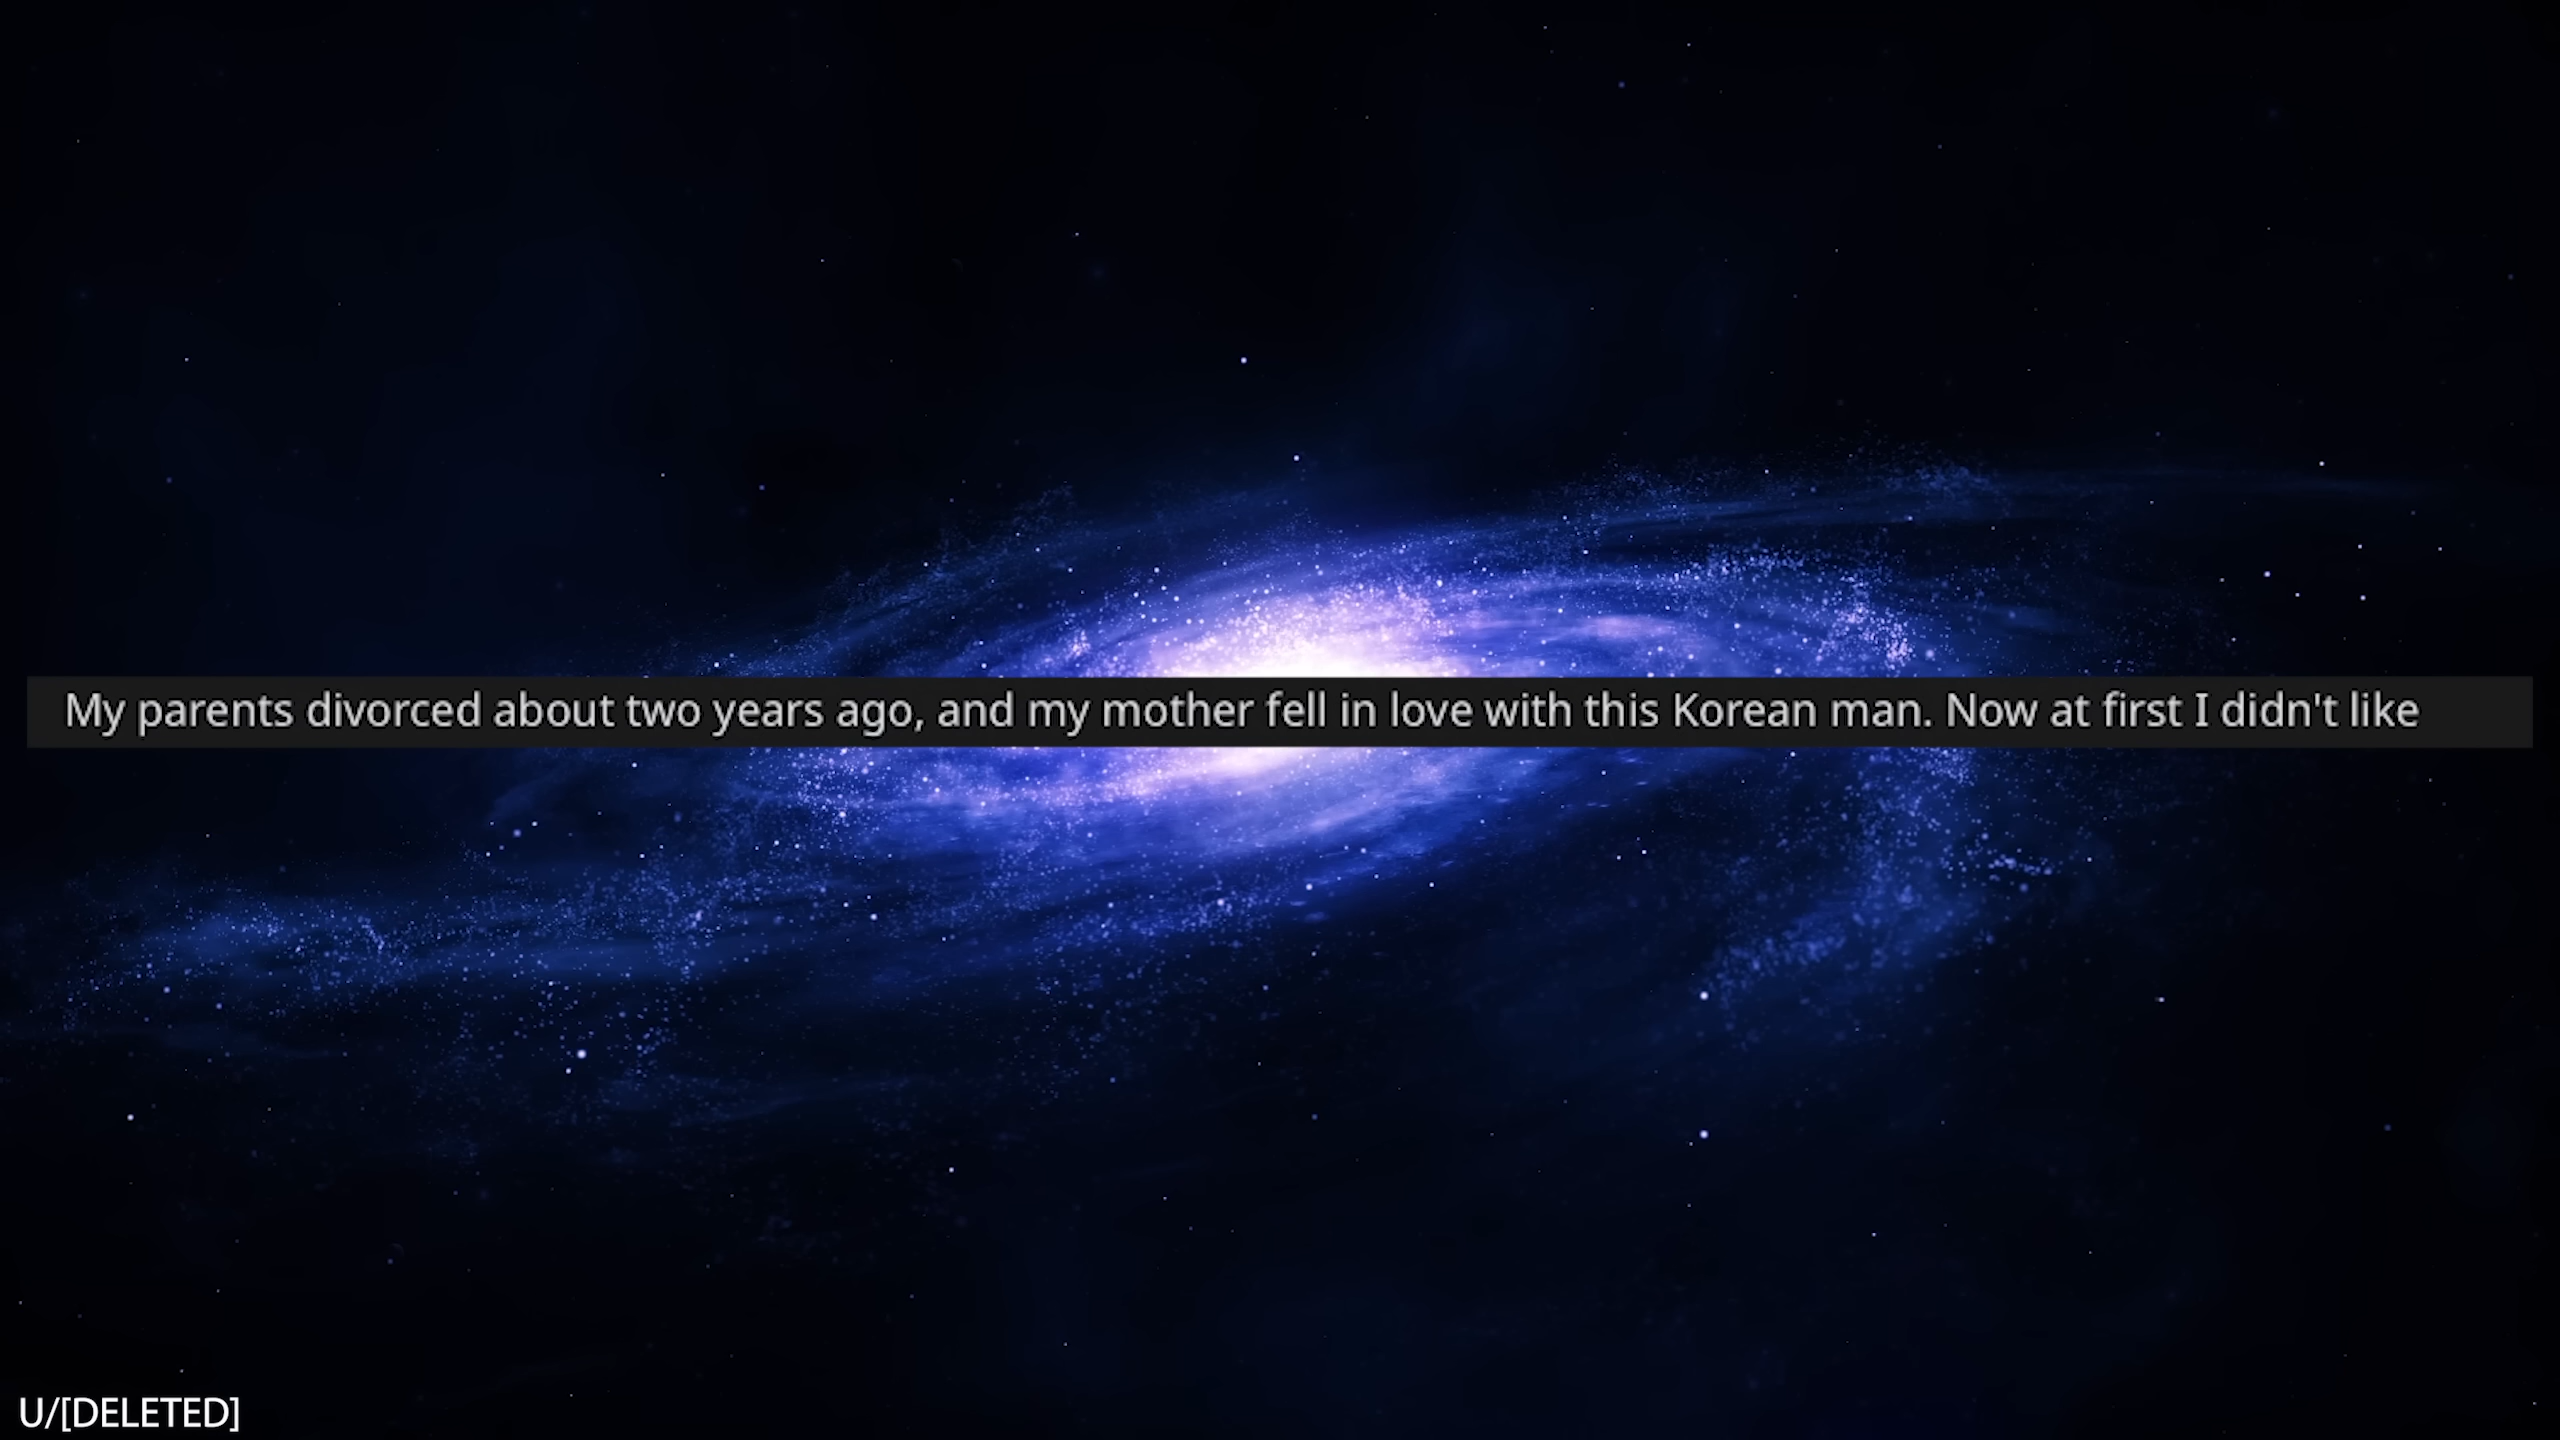 My parents divorced about two years ago, and my mother fell in love with this Korean man. Now at first I didn't like
U/[DELETED]